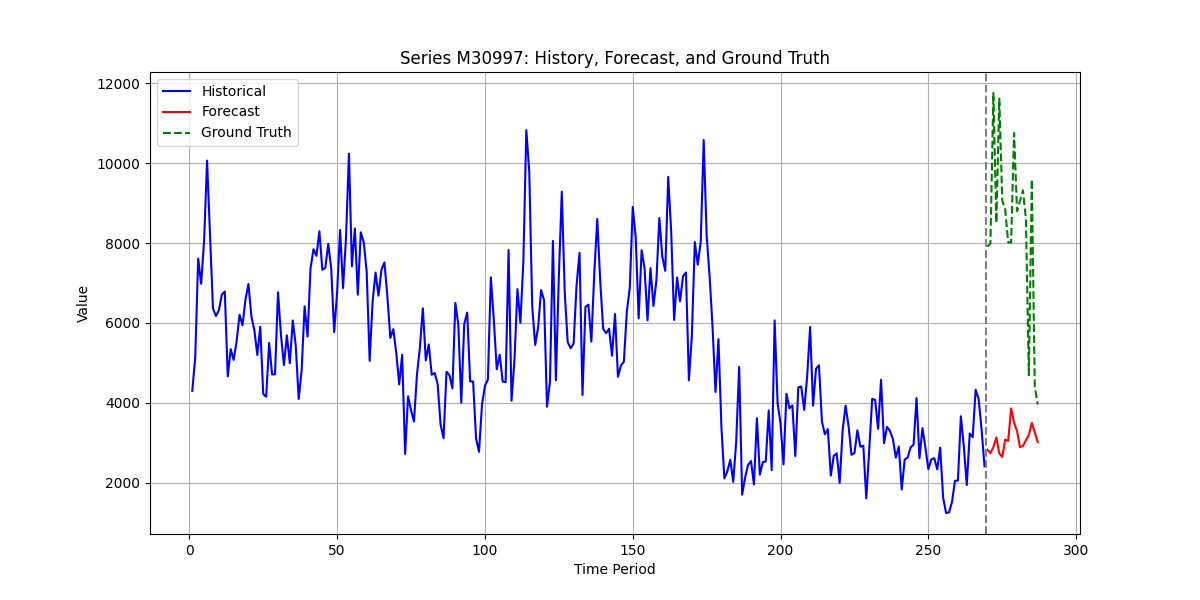 Series M30997: History, Forecast, and Ground Truth
Historical
Forecast
Ground Truth
12000
10000
8000
6000
4000
2000
Value
0
50
100
150
200
250
300
Time Period